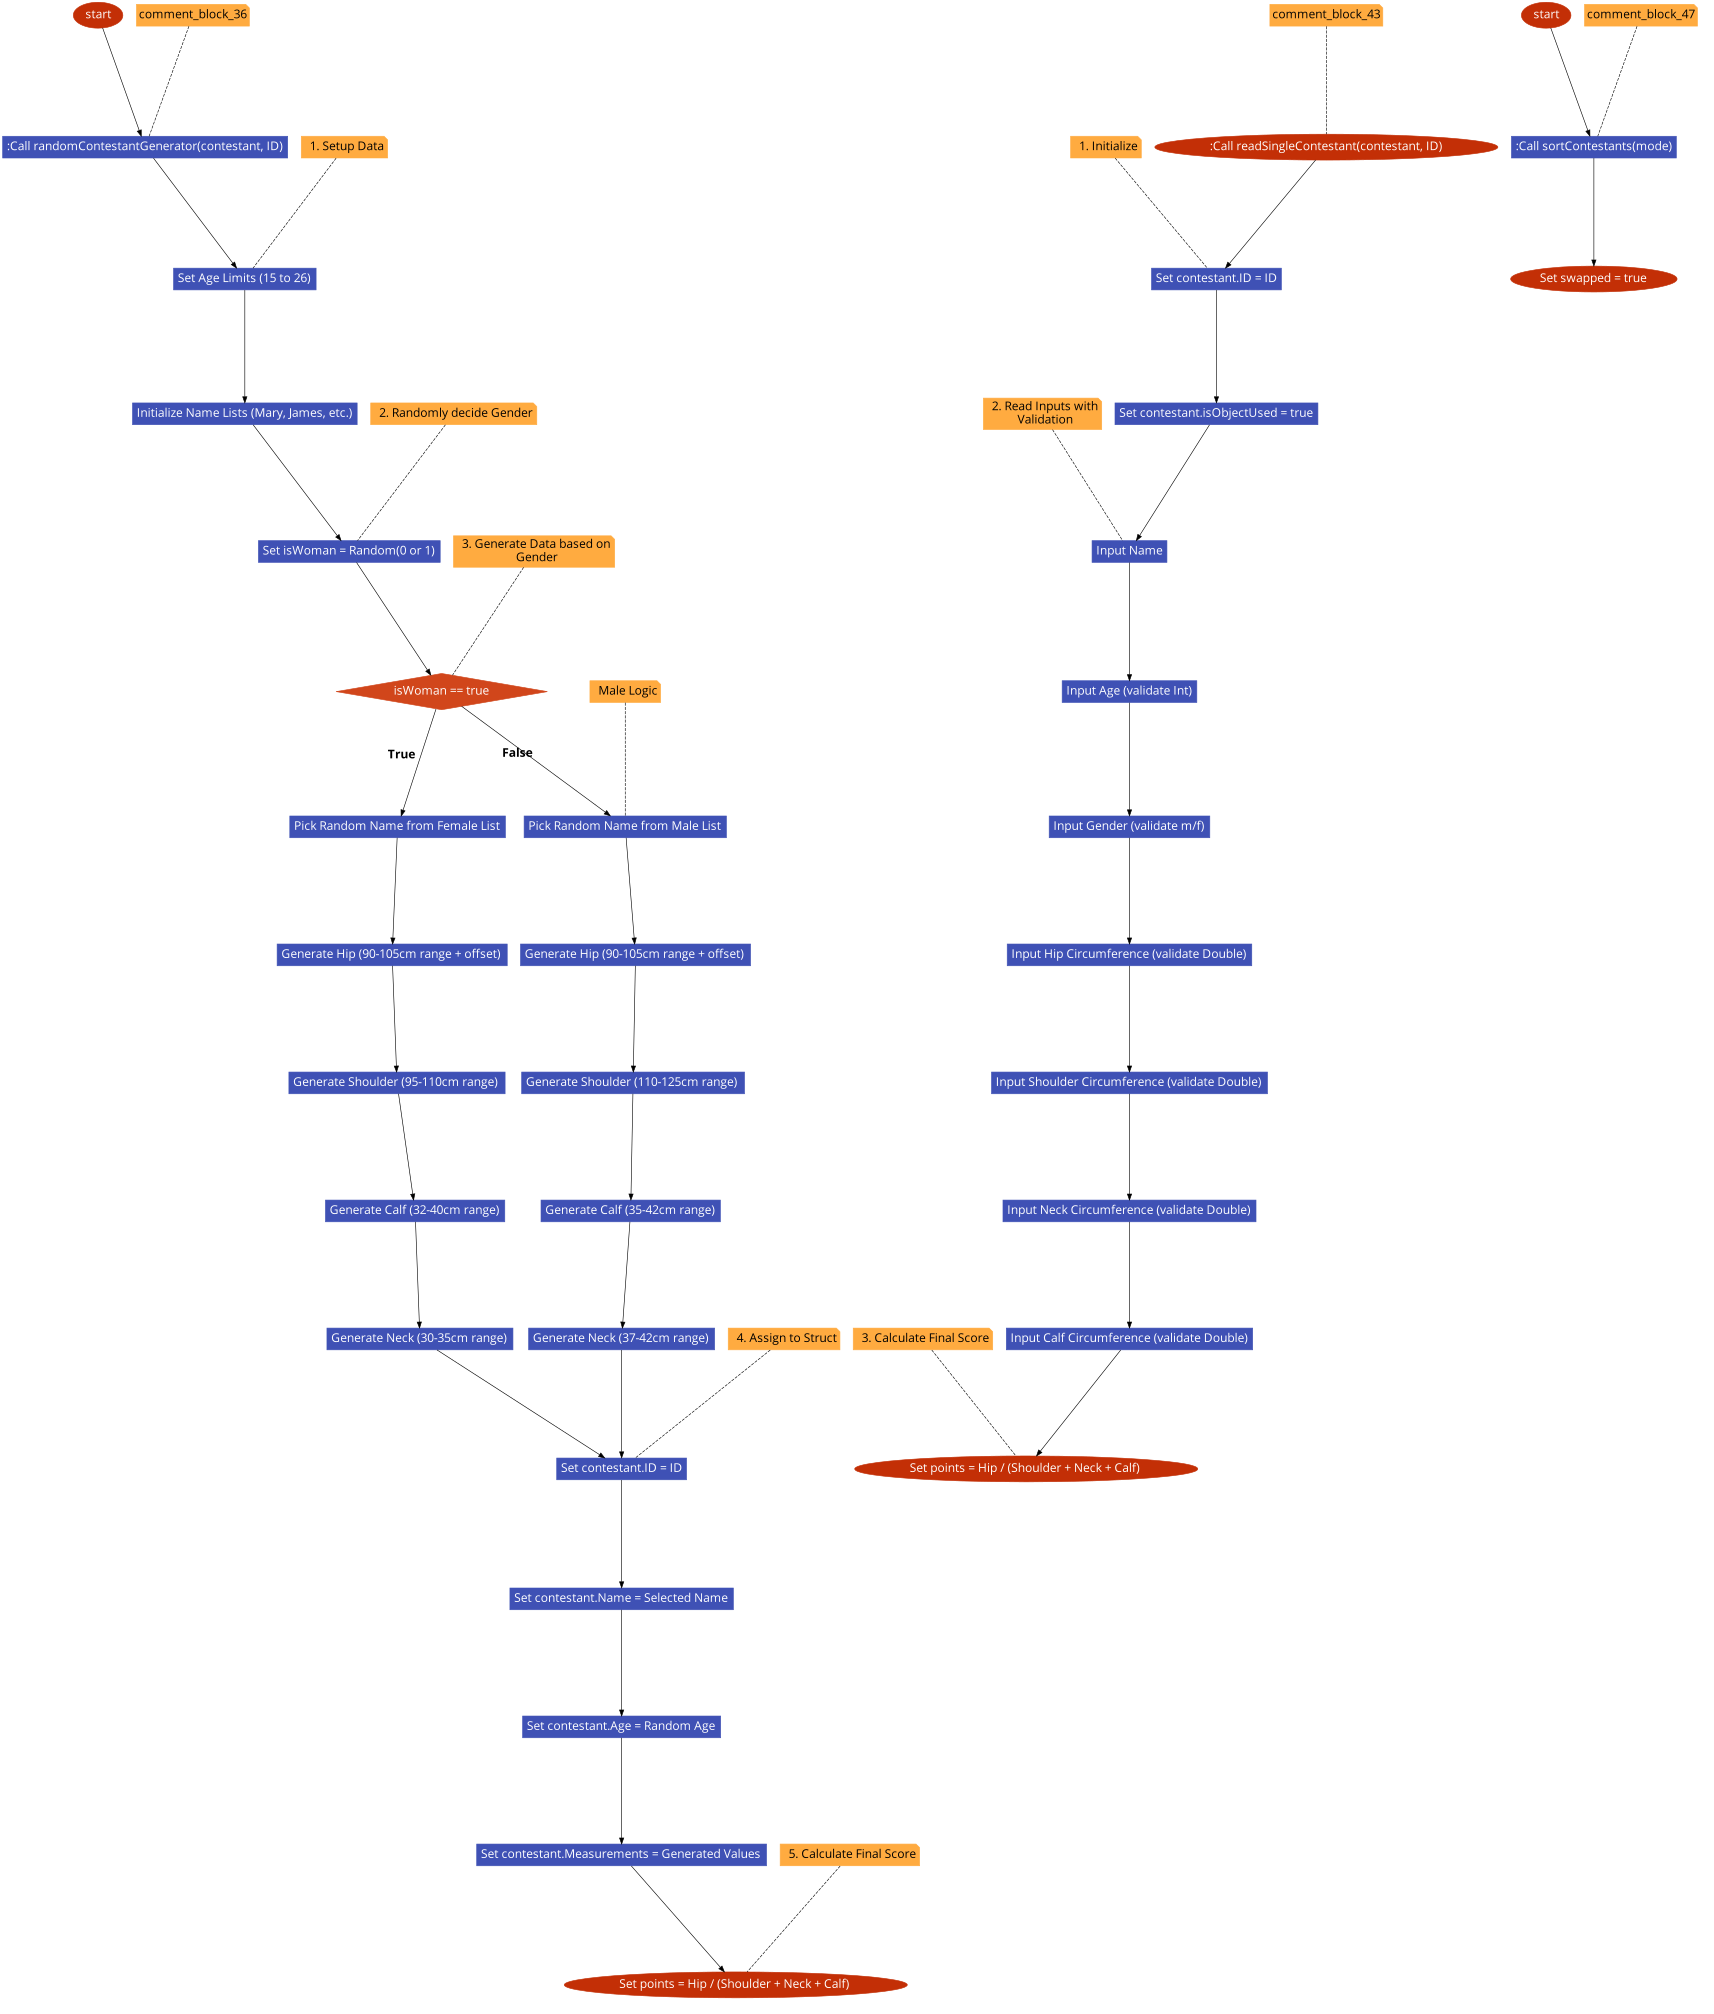 start
comment_block_36
:Call randomContestantGenerator(contestant, ID)
1. Setup Data
Set Age Limits (15 to 26)
Initialize Name Lists (Mary, James, etc.)
2. Randomly decide Gender
Set isWoman = Random(0 or 1)
3. Generate Data based on
Gender
isWoman == true
Male Logic
True
False
Pick Random Name from Female List
Pick Random Name from Male List
Generate Hip (90-105cm range + offset)
Generate Hip (90-105cm range + offset)
Generate Shoulder (95-110cm range)
Generate Shoulder (110-125cm range)
Generate Calf (32-40cm range)
Generate Calf (35-42cm range)
Generate Neck (30-35cm range)
Generate Neck (37-42cm range)
4. Assign to Struct
Set contestant.ID = ID
Set contestant.Name = Selected Name
Set contestant.Age = Random Age
Set contestant.Measurements = Generated Values
5. Calculate Final Score
Set points = Hip / (Shoulder + Neck + Calf)
comment_block_43
1. Initialize
:Call readSingleContestant(contestant, ID)
Set contestant.ID = ID
2. Read Inputs with
Validation
Set contestant.isObjectUsed = true
Input Name
Input Age (validate Int)
Input Gender (validate m/f)
Input Hip Circumference (validate Double)
Input Shoulder Circumference (validate Double)
Input Neck Circumference (validate Double)
3. Calculate Final Score
Input Calf Circumference (validate Double)
Set points = Hip / (Shoulder + Neck + Calf)
start
comment_block_47
:Call sortContestants(mode)
Set swapped = true